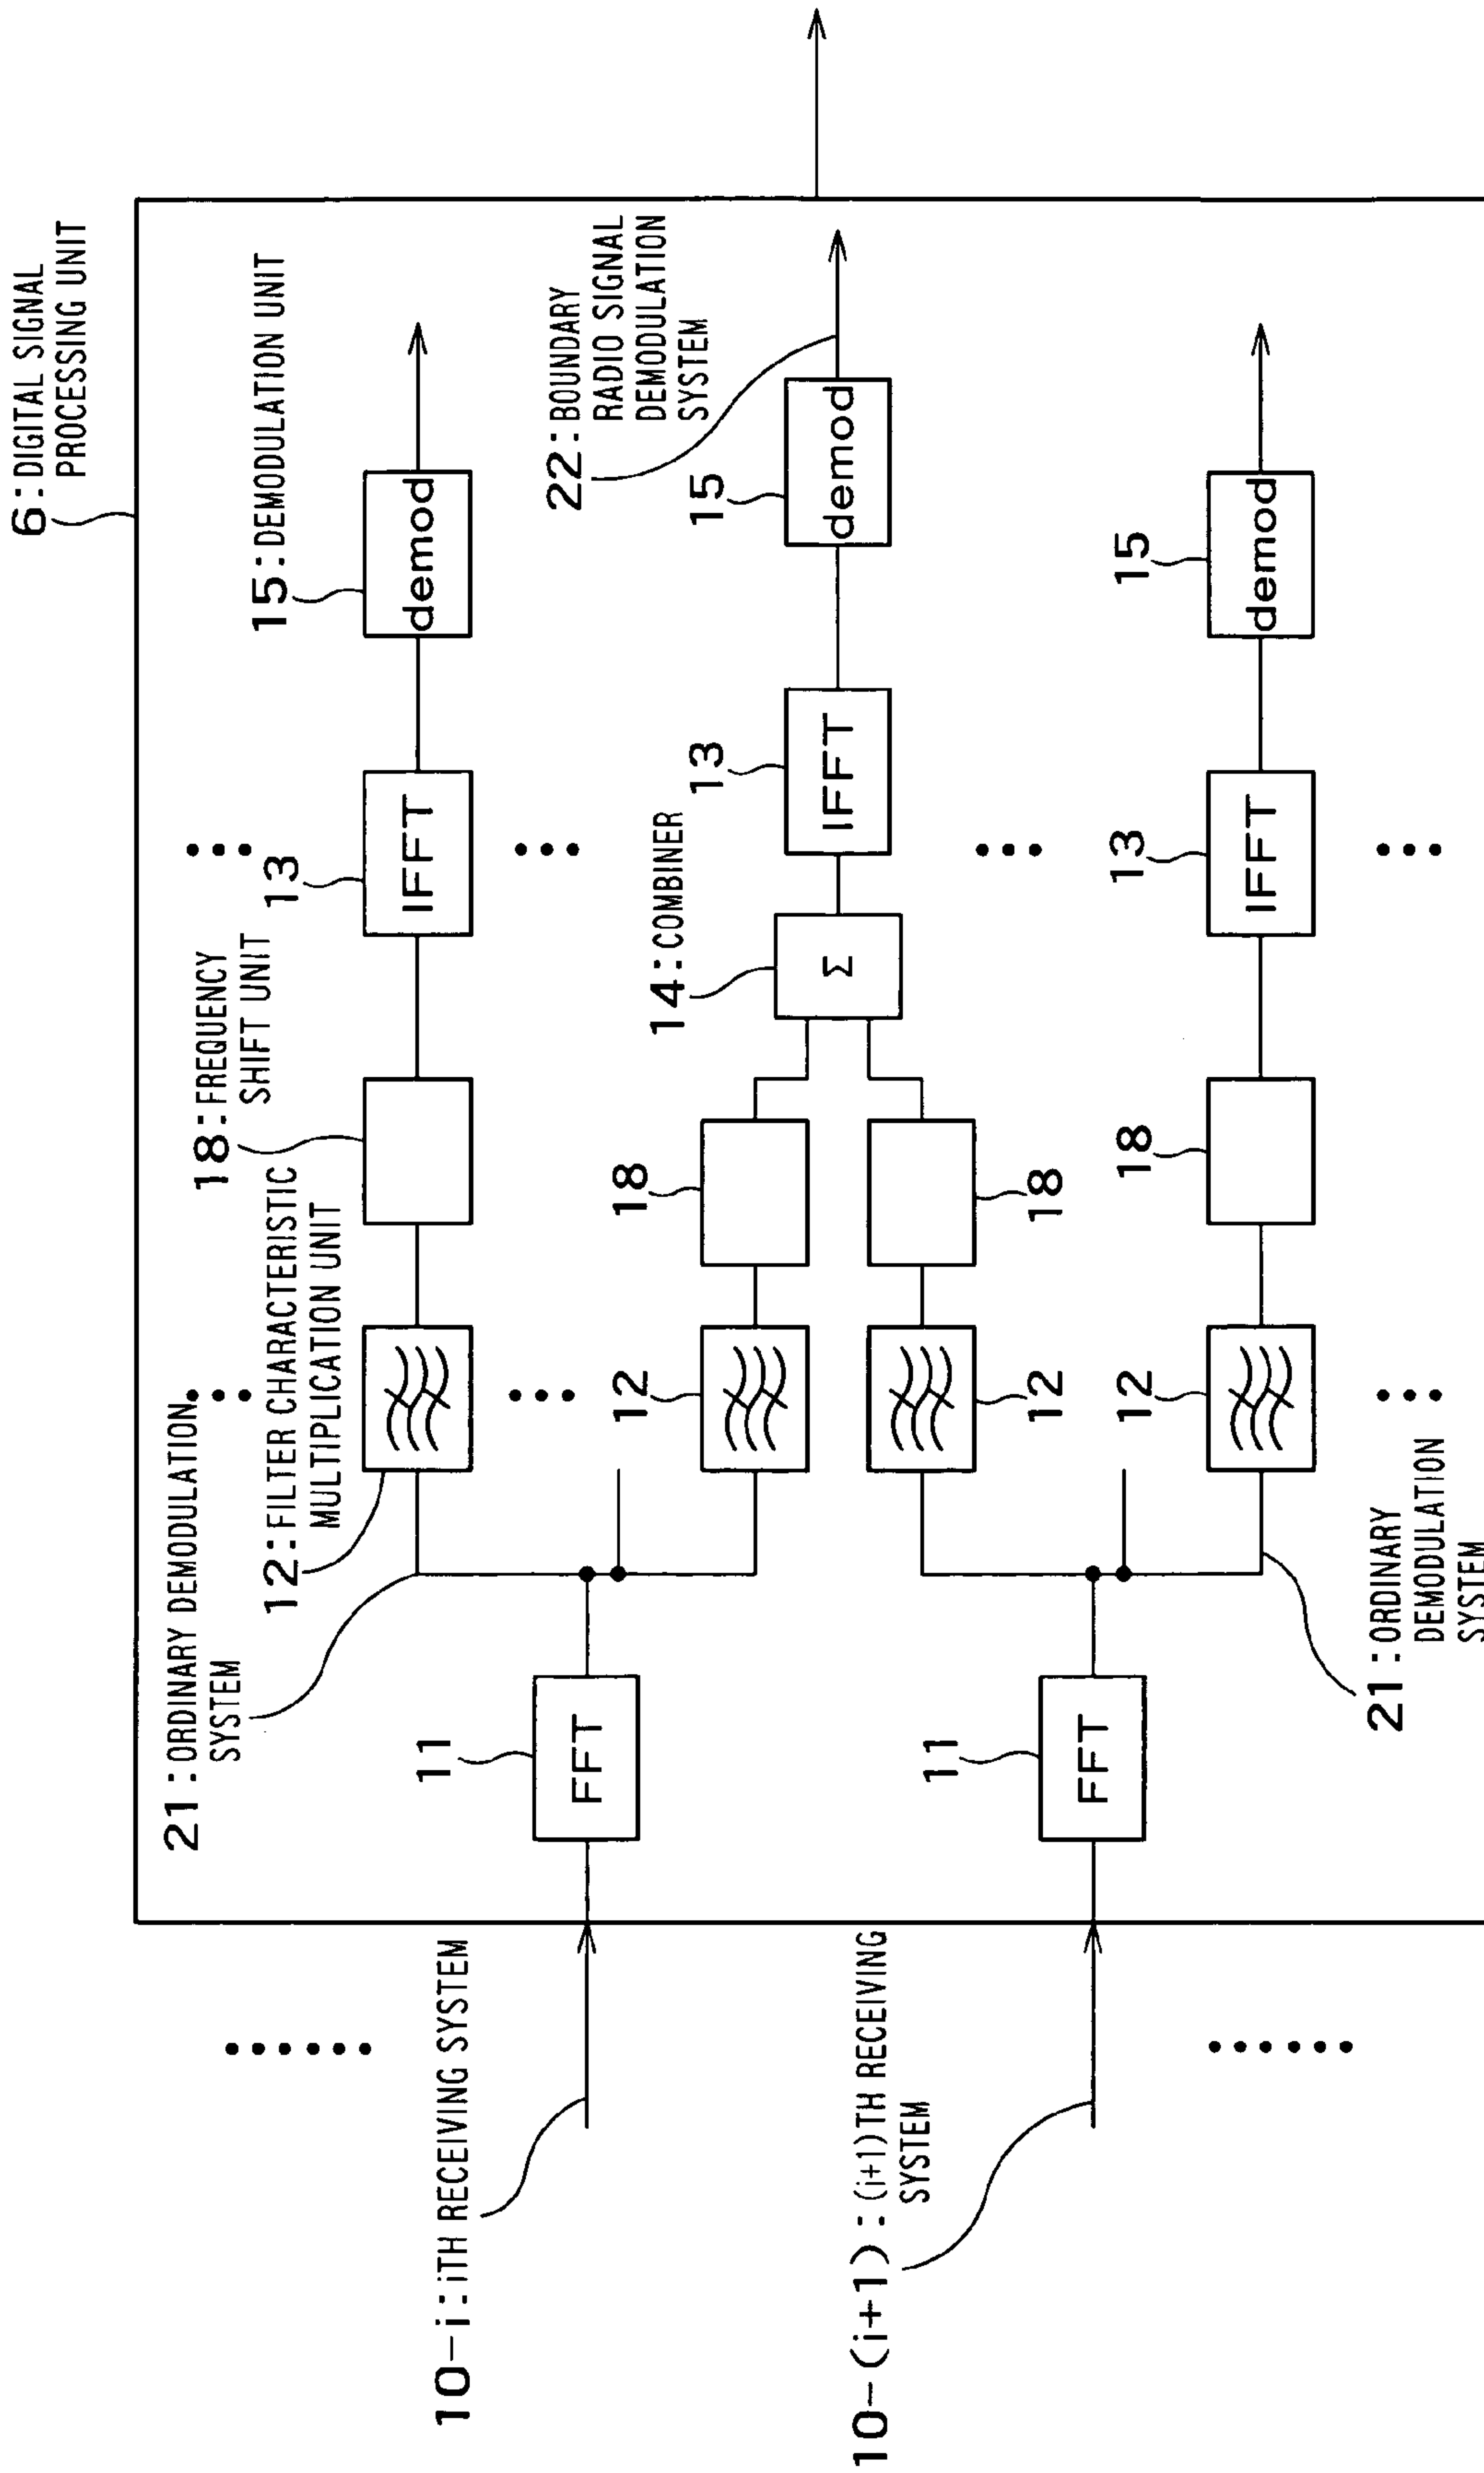 6: DIGITAL SIGNAL
PROCESSING UNIT
21: ORDINARY DEMODULATION
SYSTEM
12: FILTER CHARACTERISTIC
MULTIPLICATION UNIT
18: FREQUENCY
SHIFT UNIT
13
IFFT
15: DEMODULATION UNIT
demod
10-i: iTH RECEIVING SYSTEM
11
FFT
12
18
14: COMBINER
Σ
13
IFFT
15
demod
22: BOUNDARY
RADIO SIGNAL
DEMODULATION
SYSTEM
12
18
10-(i+1): (i+1)TH RECEIVING
SYSTEM
11
FFT
12
18
13
IFFT
15
demod
21: ORDINARY
DEMODULATION
SYSTEM